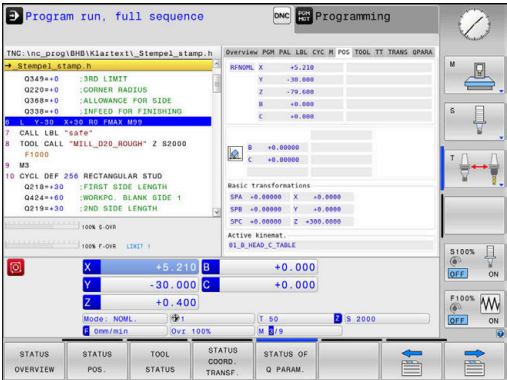 Program run, full sequence
DNC
PGM MGT
Programming
TNC:\nc_prog\BHB\Klartext\_Stempel_stamp.h
→_Stempel_stamp.h
Q349=+0 ;3RD LIMIT
Q220=+0 ;CORNER RADIUS
Q368=+0 ;ALLOWANCE FOR SIDE
Q338=+0 ;INFEED FOR FINISHING
6 L Y-30 X+30 R0 FMAX M99
7 CALL LBL "safe"
8 TOOL CALL "MILL_D20_ROUGH" Z S2000
F1000
9 M3
10 CYCL DEF 256 RECTANGULAR STUD
Q218=+30 ;FIRST SIDE LENGTH
Q424=+60 ;WORKPC. BLANK SIDE 1
Q219=+30 ;2ND SIDE LENGTH
100% S-OVR
100% F-OVR LIMIT 1
Overview PGM PAL LBL CYC M POS TOOL TT TRANS QPARA
RFNOML X +5.210
Y -30.000
Z -79.600
B +0.000
C +0.000
B +0.00000
C +0.00000
Basic transformations
SPA +0.00000 X +0.0000
SPB +0.00000 Y +0.0000
SPC +0.00000 Z +300.0000
Active kinemat.
01_B_HEAD_C_TABLE
X +5.210 B +0.000
Y -30.000 C +0.000
Z +0.400
Mode: NOML. 1 T 50 Z S 2000
F 0mm/min Ovr 100% M 5/9
M
S
T
S100%
OFF ON
F100%
OFF ON
STATUS OVERVIEW
STATUS POS.
TOOL STATUS
STATUS COORD. TRANSF.
STATUS OF Q PARAM.